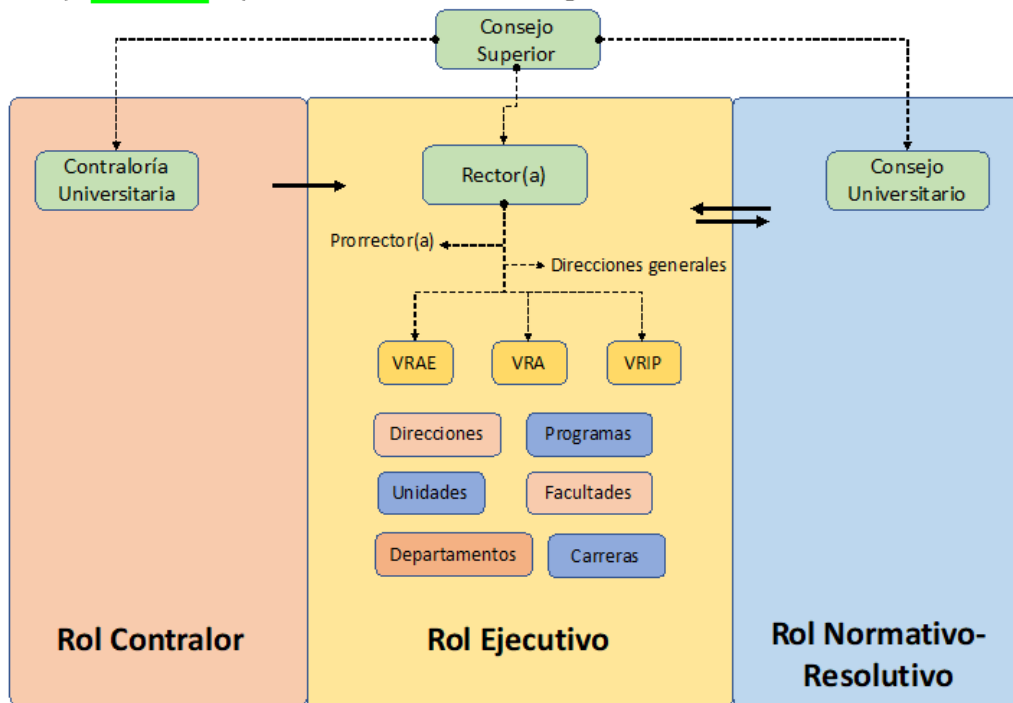 Consejo
Superior
Contraloría
Universitaria
Rector(a)
Consejo
Universitario
Prorrector(a)
Direcciones generales
VRAE
VRA
VRIP
Direcciones
Programas
Unidades
Facultades
Departamentos
Carreras
Rol Contralor
Rol Ejecutivo
Rol Normativo-
Resolutivo